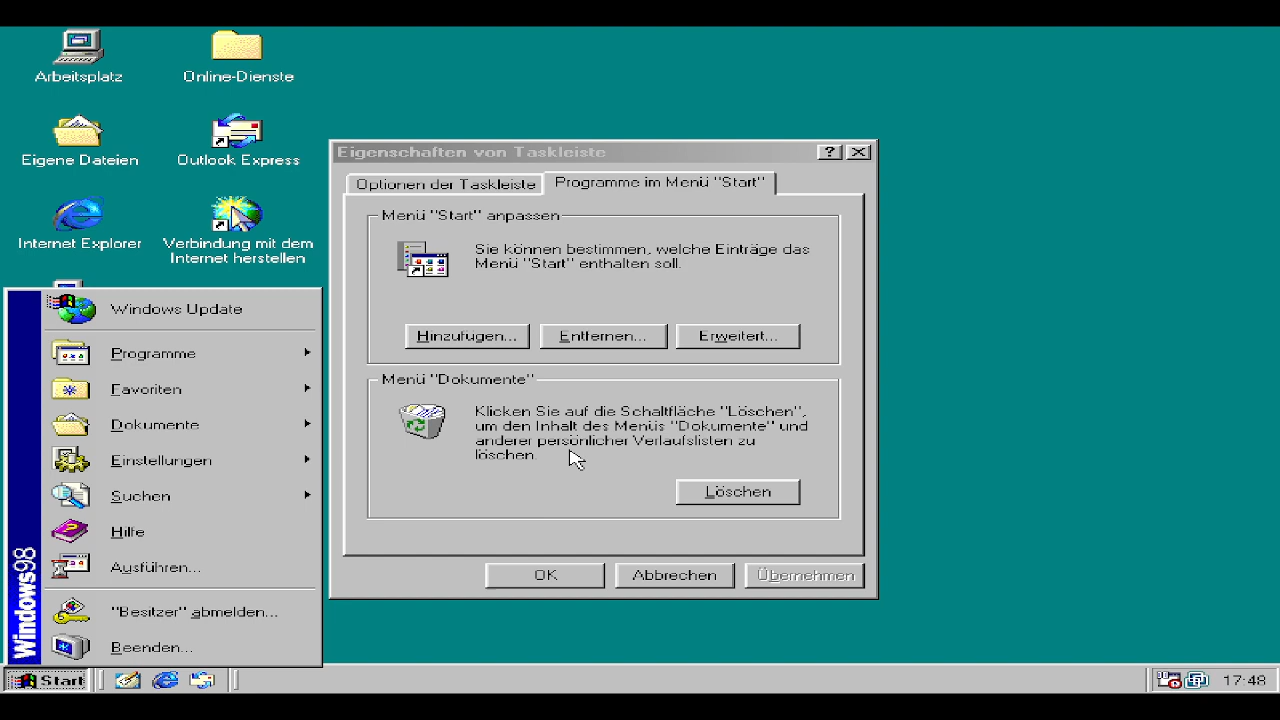 Arbeitsplatz
Online-Dienste
Eigene Dateien
Outlook Express
Internet Explorer
Verbindung mit dem
Internet herstellen
Eigenschaften von Taskleiste
Optionen der Taskleiste
Programme im Menü "Start"
Menü "Start" anpassen
Sie können bestimmen, welche Einträge das
Menü "Start" enthalten soll.
Hinzufügen...
Entfernen...
Erweitert...
Menü "Dokumente"
Klicken Sie auf die Schaltfläche "Löschen",
um den Inhalt des Menüs "Dokumente" und
anderer persönlicher Verlaufslisten zu
löschen.
Löschen
OK
Abbrechen
Übernehmen
Windows Update
Programme
Favoriten
Dokumente
Einstellungen
Suchen
Hilfe
Ausführen...
"Besitzer" abmelden...
Beenden...
Windows98
Start
17:48